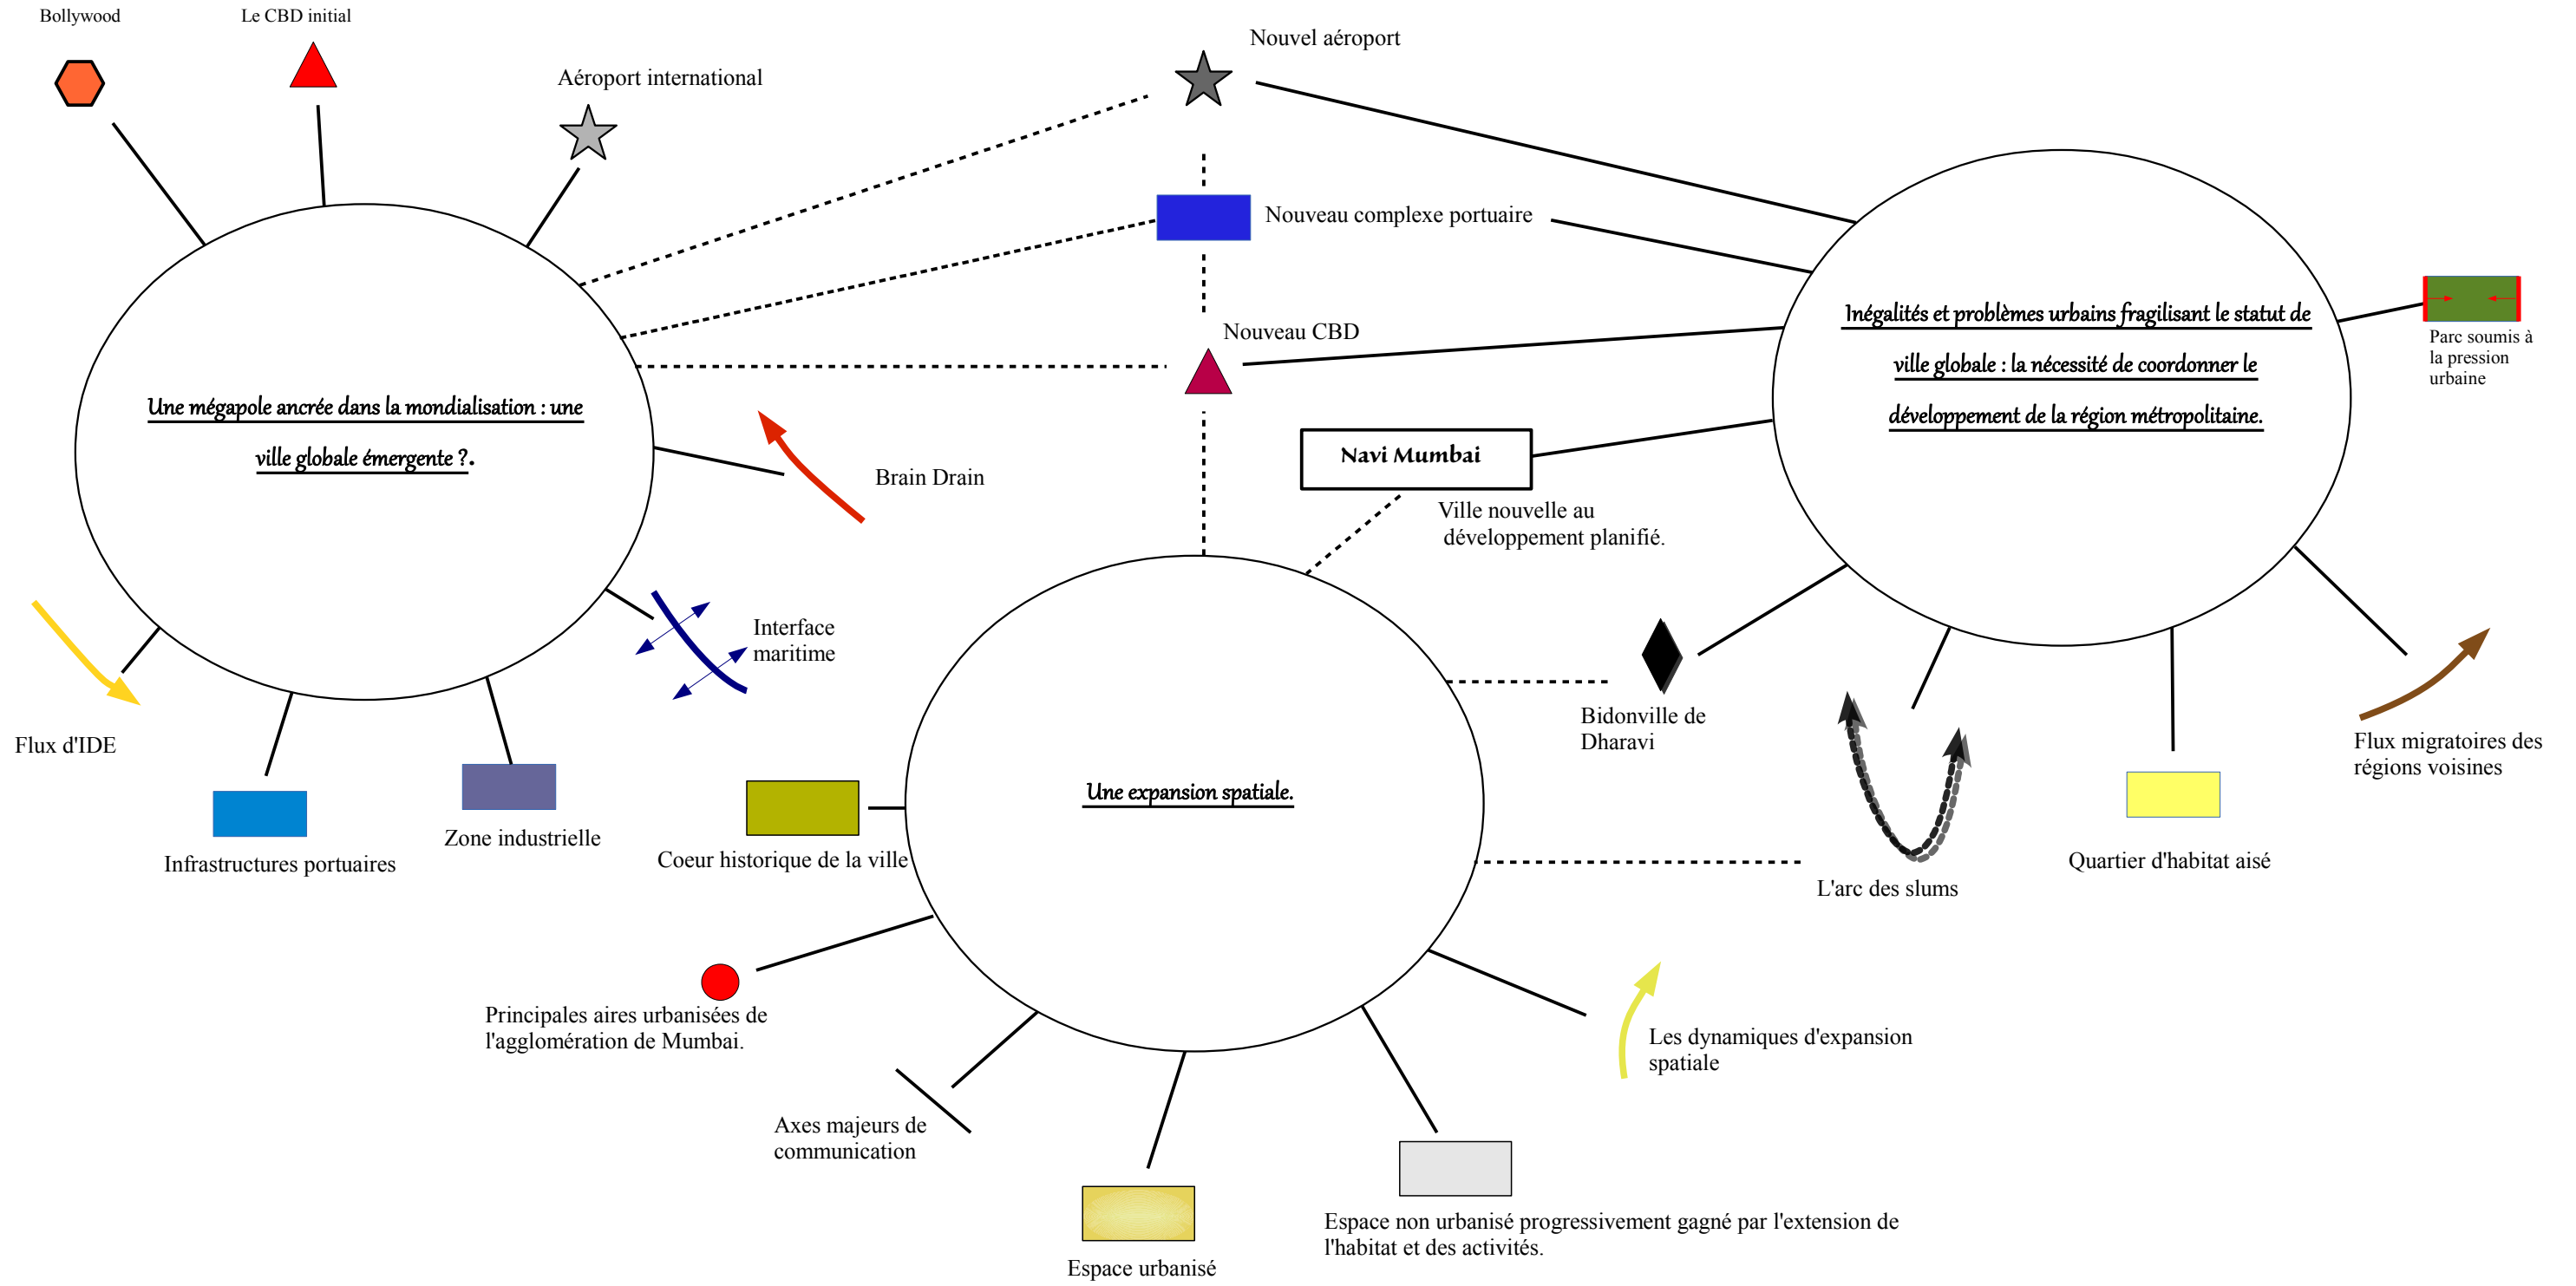 Bollywood
Le CBD initial
Aéroport international
Nouvel aéroport
Nouveau complexe portuaire
Nouveau CBD
Inégalités et problèmes urbains fragilisant le statut de
ville globale : la nécessité de coordonner le
développement de la région métropolitaine.
Parc soumis à
la pression
urbaine
Une mégapole ancrée dans la mondialisation : une
ville globale émergente ?.
Brain Drain
Navi Mumbai
Ville nouvelle au
développement planifié.
Interface
maritime
Flux d'IDE
Bidonville de
Dharavi
Flux migratoires des
régions voisines
Infrastructures portuaires
Zone industrielle
Coeur historique de la ville
Une expansion spatiale.
L'arc des slums
Quartier d'habitat aisé
Principales aires urbanisées de
l'agglomération de Mumbai.
Les dynamiques d'expansion
spatiale
Axes majeurs de
communication
Espace non urbanisé progressivement gagné par l'extension de
l'habitat et des activités.
Espace urbanisé